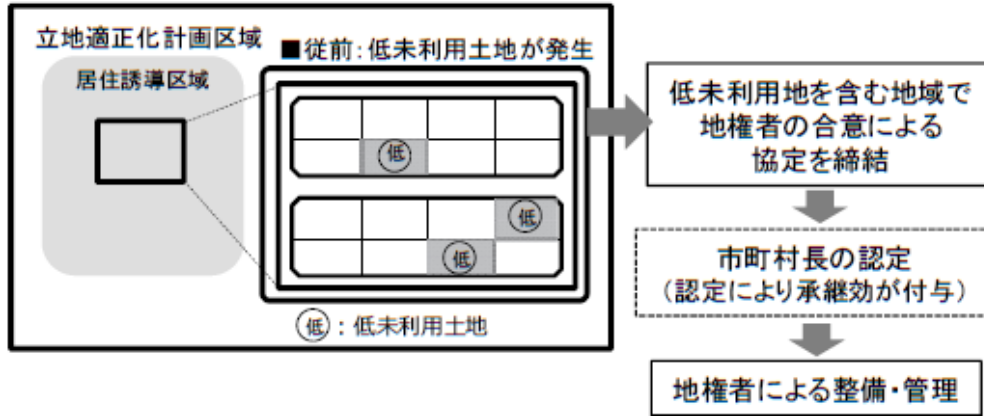 立地適正化計画区域
居住誘導区域
■従前:低未利用土地が発生
低
低
低
低:低未利用土地
低未利用地を含む地域で
地権者の合意による
協定を締結
市町村長の認定
(認定により承継効が付与)
地権者による整備・管理